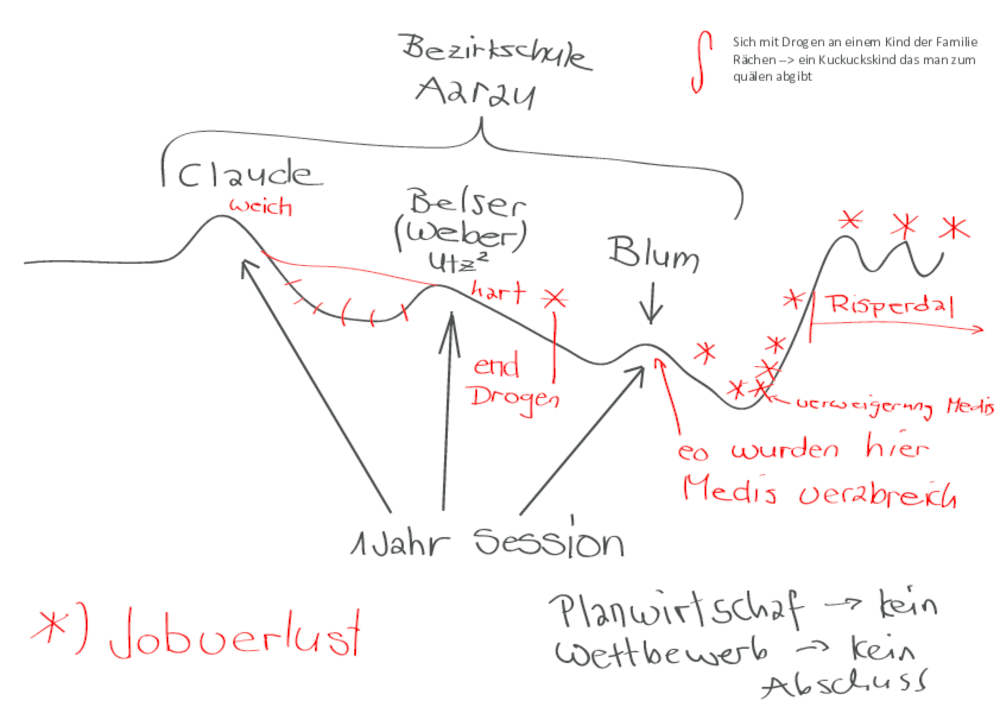 Bezirkschule
Aarau
Sich mit Drogen an einem Kind der Familie
Rächen –> ein Kuckuckskind das man zum
quälen abgibt
Claude
weich
Belser
(Weber)
Utz²
Blum
hart *
end
Drogen
Risperdal
verweigerung Medis
eo wurden hier
Medis verabreich
1 Jahr Session
*) Jobverlust
Planwirtschaf → kein
Wettbewerb → kein
Abschuss